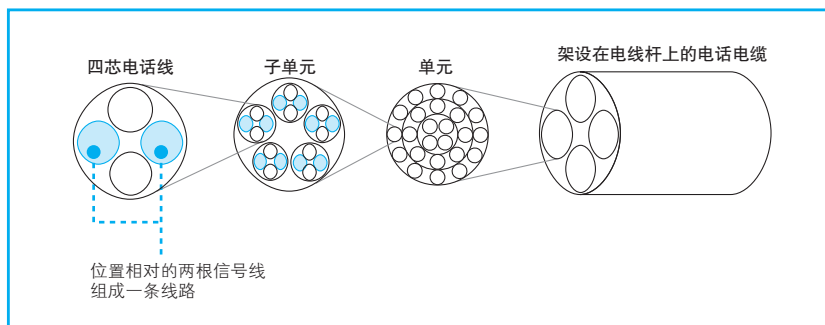 四芯电话线
子单元
单元
架设在电线杆上的电话电缆
位置相对的两根信号线
组成一条线路